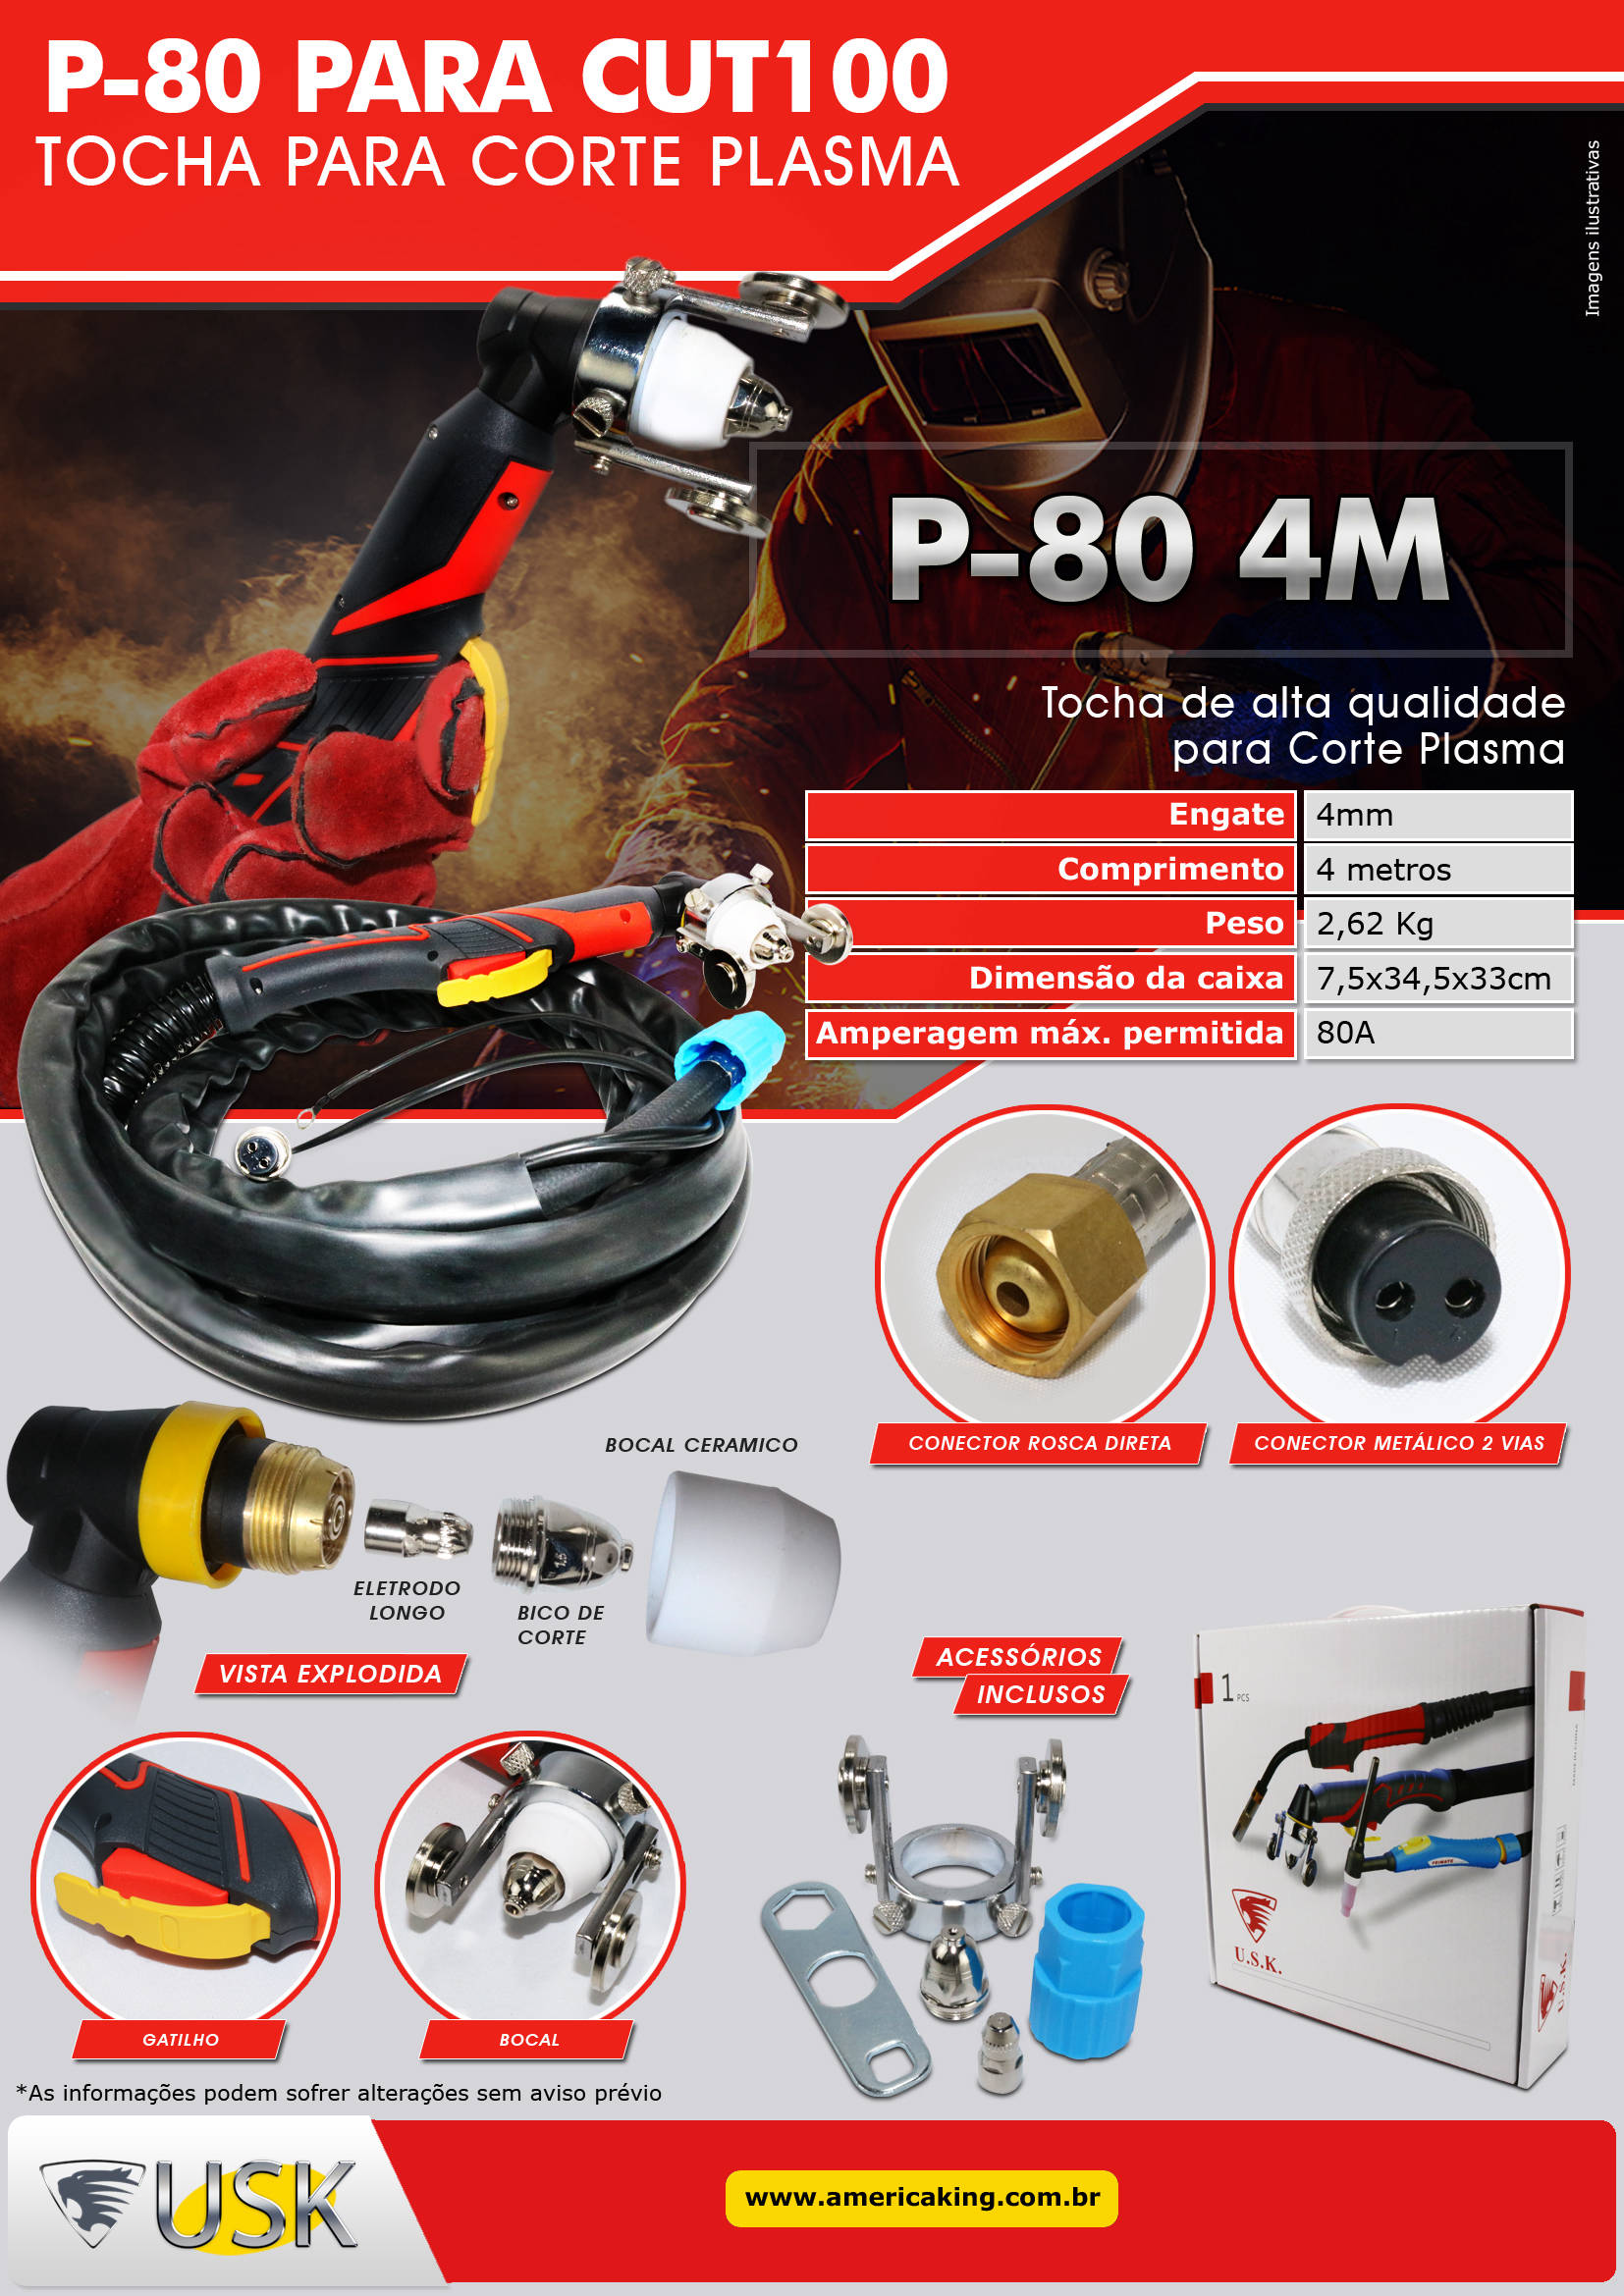 P-80 PARA CUT100
TOCHA PARA CORTE PLASMA
Imagens ilustrativas
P-80 4M
Tocha de alta qualidade
para Corte Plasma
Engate 4mm
Comprimento 4 metros
Peso 2,62 Kg
Dimensão da caixa 7,5x34,5x33cm
Amperagem máx. permitida 80A
CONECTOR ROSCA DIRETA
CONECTOR METÁLICO 2 VIAS
BOCAL CERAMICO
ELETRODO
LONGO
BICO DE
CORTE
VISTA EXPLODIDA
ACESSÓRIOS
INCLUSOS
1 PCS
U.S.K.
U.S.K.
GATILHO
BOCAL
*As informações podem sofrer alterações sem aviso prévio
USK
www.americaking.com.br